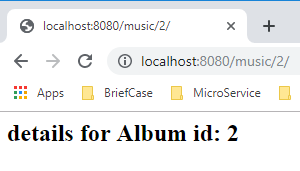 localhost:8080/music/2/
localhost:8080/music/2/
Apps BriefCase MicroService
details for Album id: 2